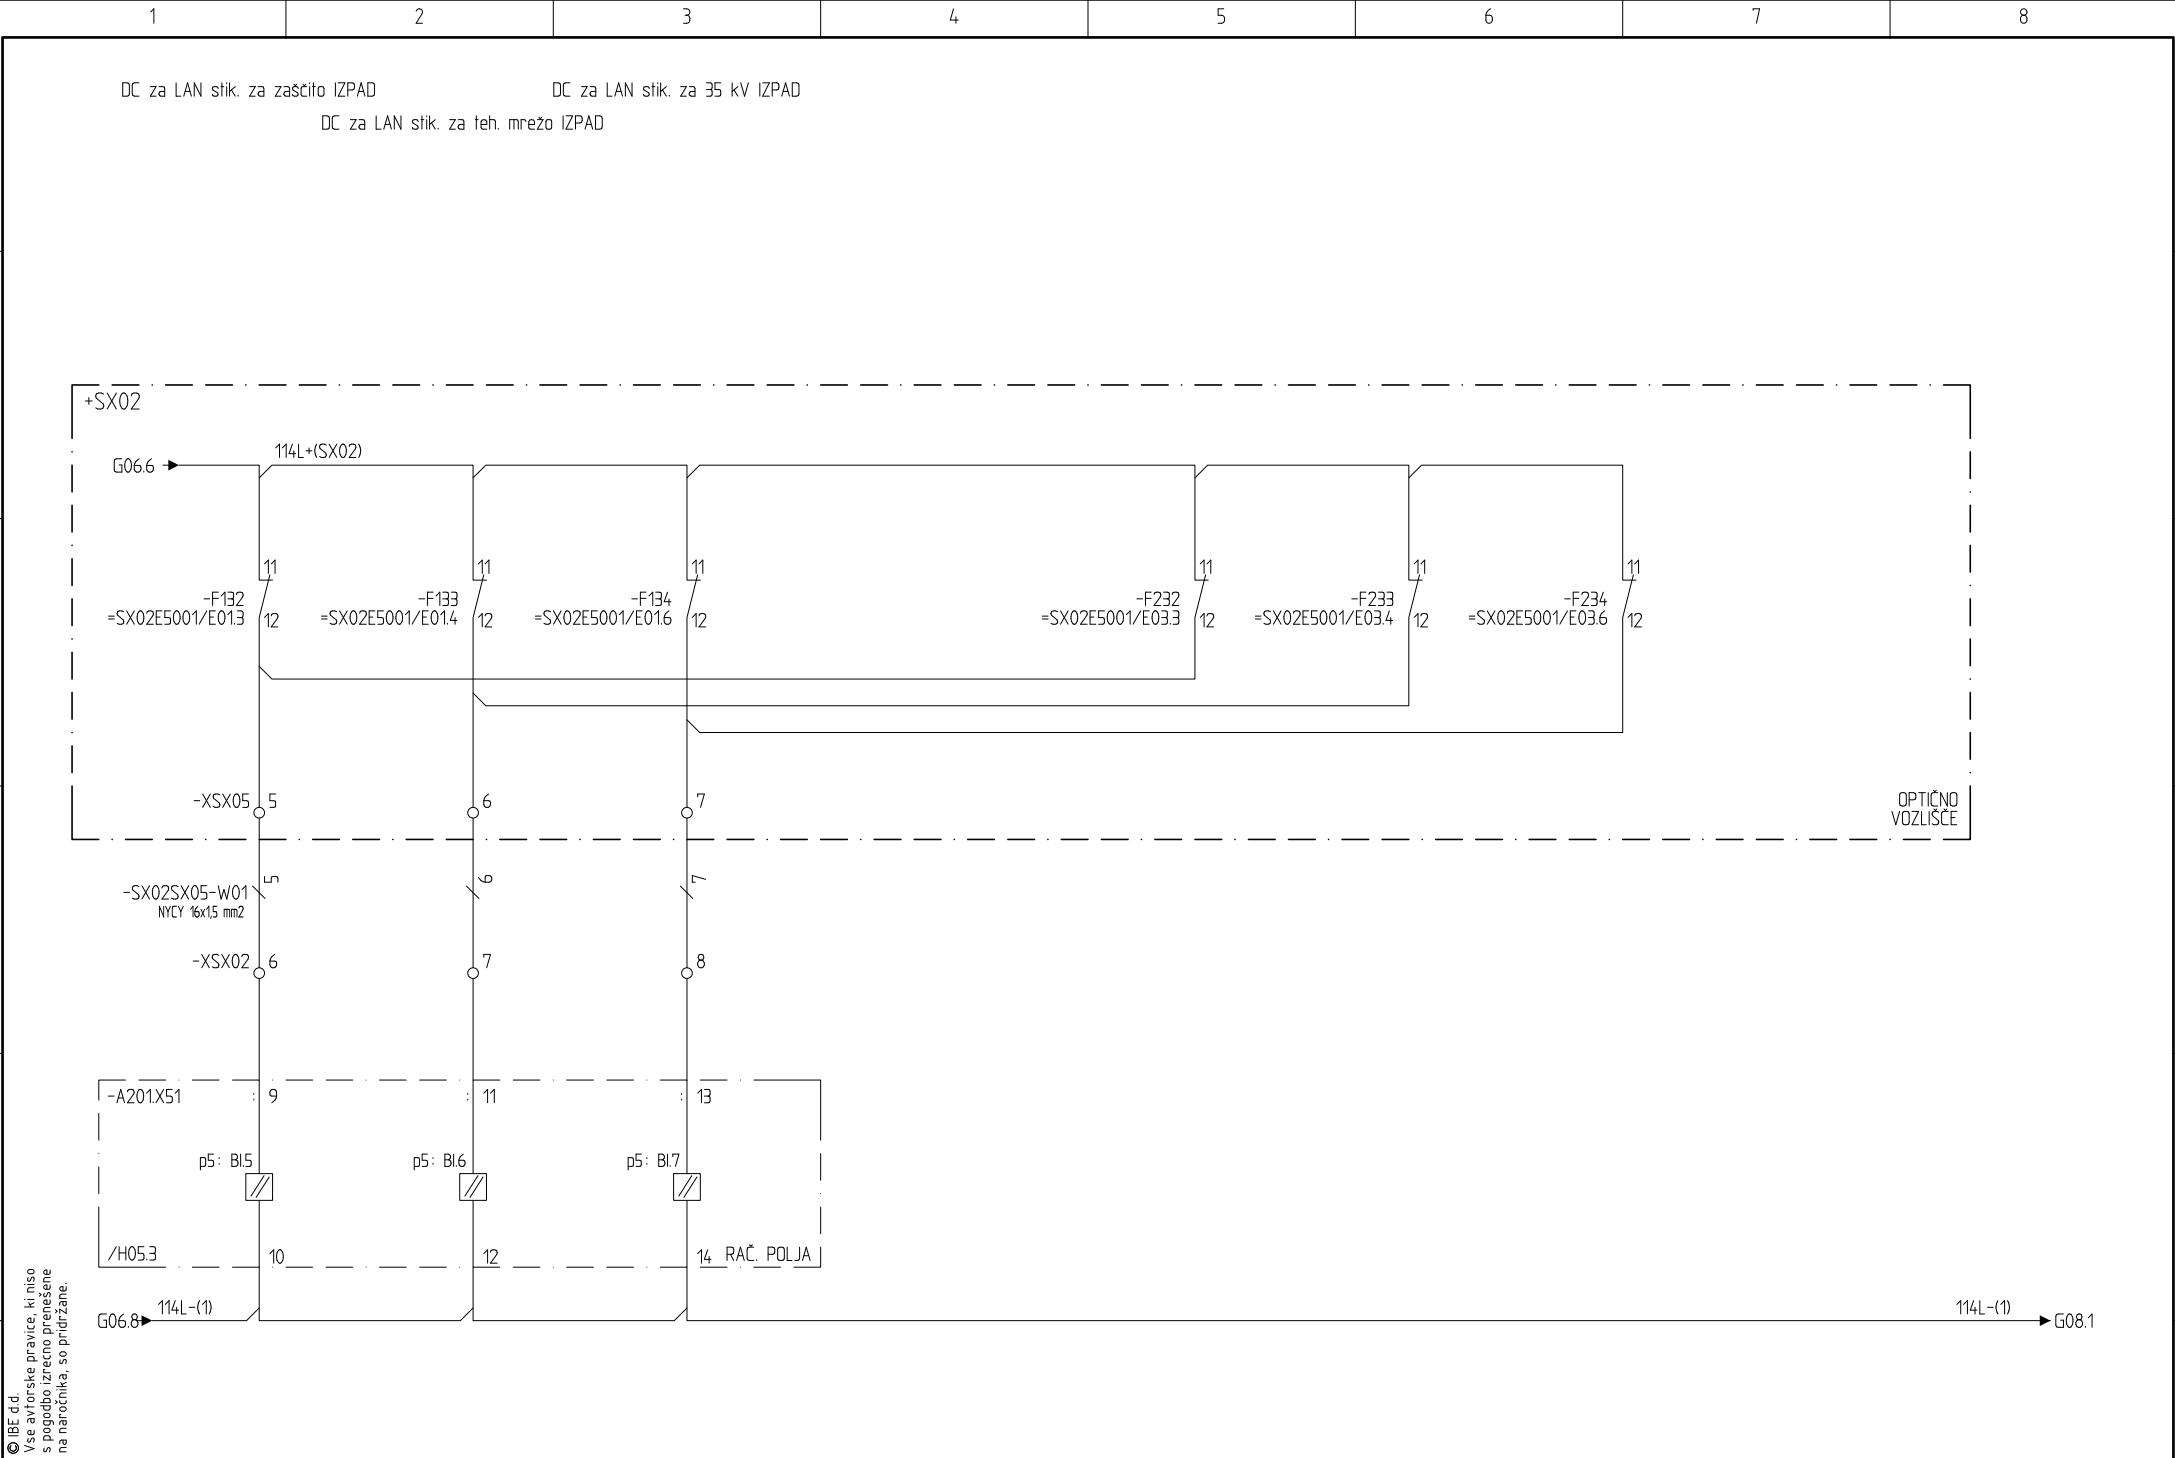 1 2 3 4 5 6 7 8
DC za LAN stik. za zaščito IZPAD
DC za LAN stik. za 35 kV IZPAD
DC za LAN stik. za teh. mrežo IZPAD
+SX02
114L+(SX02)
G06.6
11 11 11 11 11 11
-F132 -F133 -F134 -F232 -F233 -F234
=SX02E5001/E01.3 12 =SX02E5001/E01.4 12 =SX02E5001/E01.6 12 =SX02E5001/E03.3 12 =SX02E5001/E03.4 12 =SX02E5001/E03.6 12
-XSX05 5 6 7
OPTIČNO
VOZLIŠČE
5 6 7
-SX02SX05-W01
NYCY 16x1,5 mm2
-XSX02 6 7 8
-A201.X51 : 9 : 11 : 13
p5: BI.5 p5: BI.6 p5: BI.7
/H05.3 10 12 14 RAČ. POLJA
114L-(1) 114L-(1)
G06.8 G08.1
© IBE d.d.
Vse avtorske pravice, ki niso
s pogodbo izrecno prenešene
na naročnika, so pridržane.